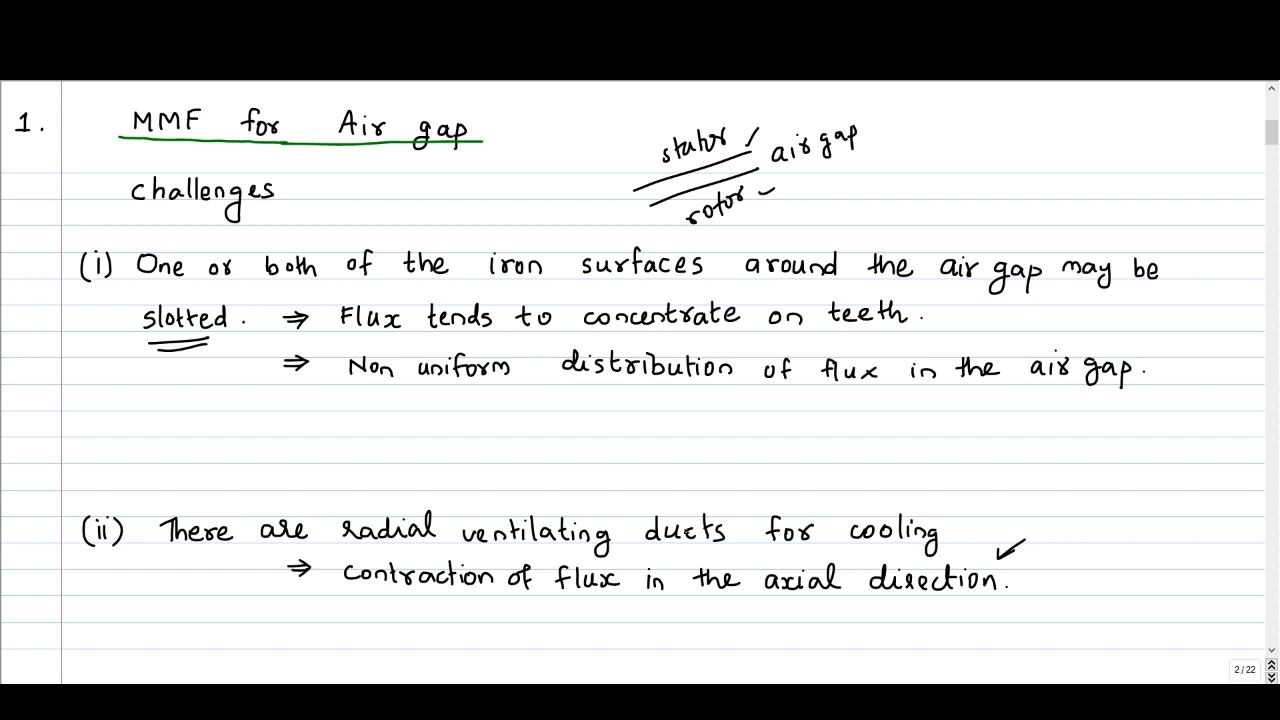 1. MMF for Air gap
stator air gap
rotor
challenges
(i) One or both of the iron surfaces around the air gap may be
slotted. ⇒ Flux tends to concentrate on teeth.
⇒ Non uniform distribution of flux in the air gap.
(ii) There are radial ventilating ducts for cooling
⇒ contraction of flux in the axial direction.
2 / 22